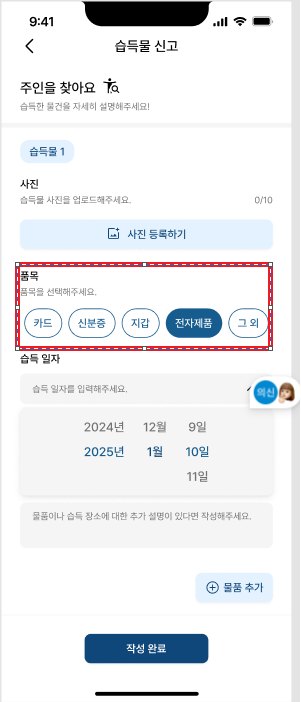 9:41
습득물 신고
주인을 찾아요
습득한 물건을 자세히 설명해주세요!
습득물 1
사진
습득물 사진을 업로드해주세요.
0/10
사진 등록하기
품목
품목을 선택해주세요.
카드 신분증 지갑 전자제품 그 외
습득 일자
습득 일자를 입력해주세요.
의신
2024년 12월 9일
2025년 1월 10일
11일
물품이나 습득 장소에 대한 추가 설명이 있다면 작성해주세요.
물품 추가
작성 완료